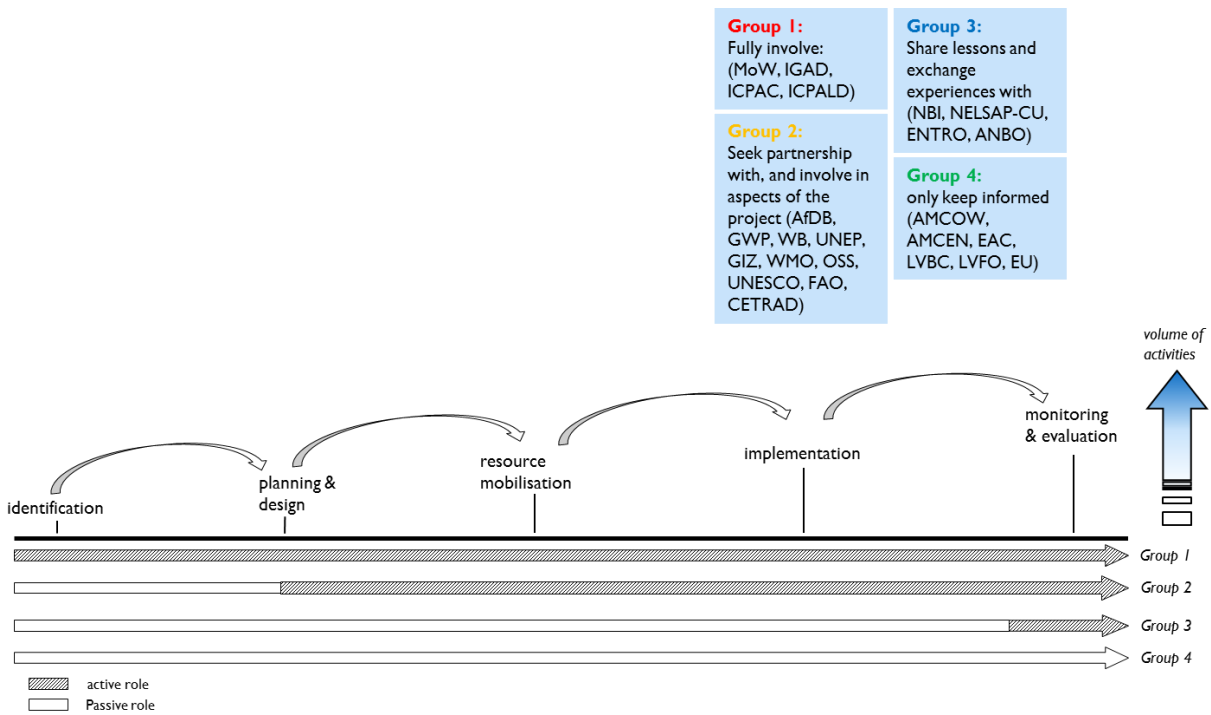 Group 1:
Fully involve:
(MoW, IGAD,
ICPAC, ICPALD)
Group 2:
Seek partnership
with, and involve in
aspects of the
project (AfDB,
GWP, WB, UNEP,
GIZ, WMO, OSS,
UNESCO, FAO,
CETRAD)
Group 3:
Share lessons and
exchange
experiences with
(NBI, NELSAP-CU,
ENTRO, ANBO)
Group 4:
only keep informed
(AMCOW,
AMCEN, EAC,
LVBC, LVFO, EU)
volume of
activities
identification
planning &
design
resource
mobilisation
implementation
monitoring
& evaluation
Group 1
Group 2
Group 3
Group 4
active role
Passive role